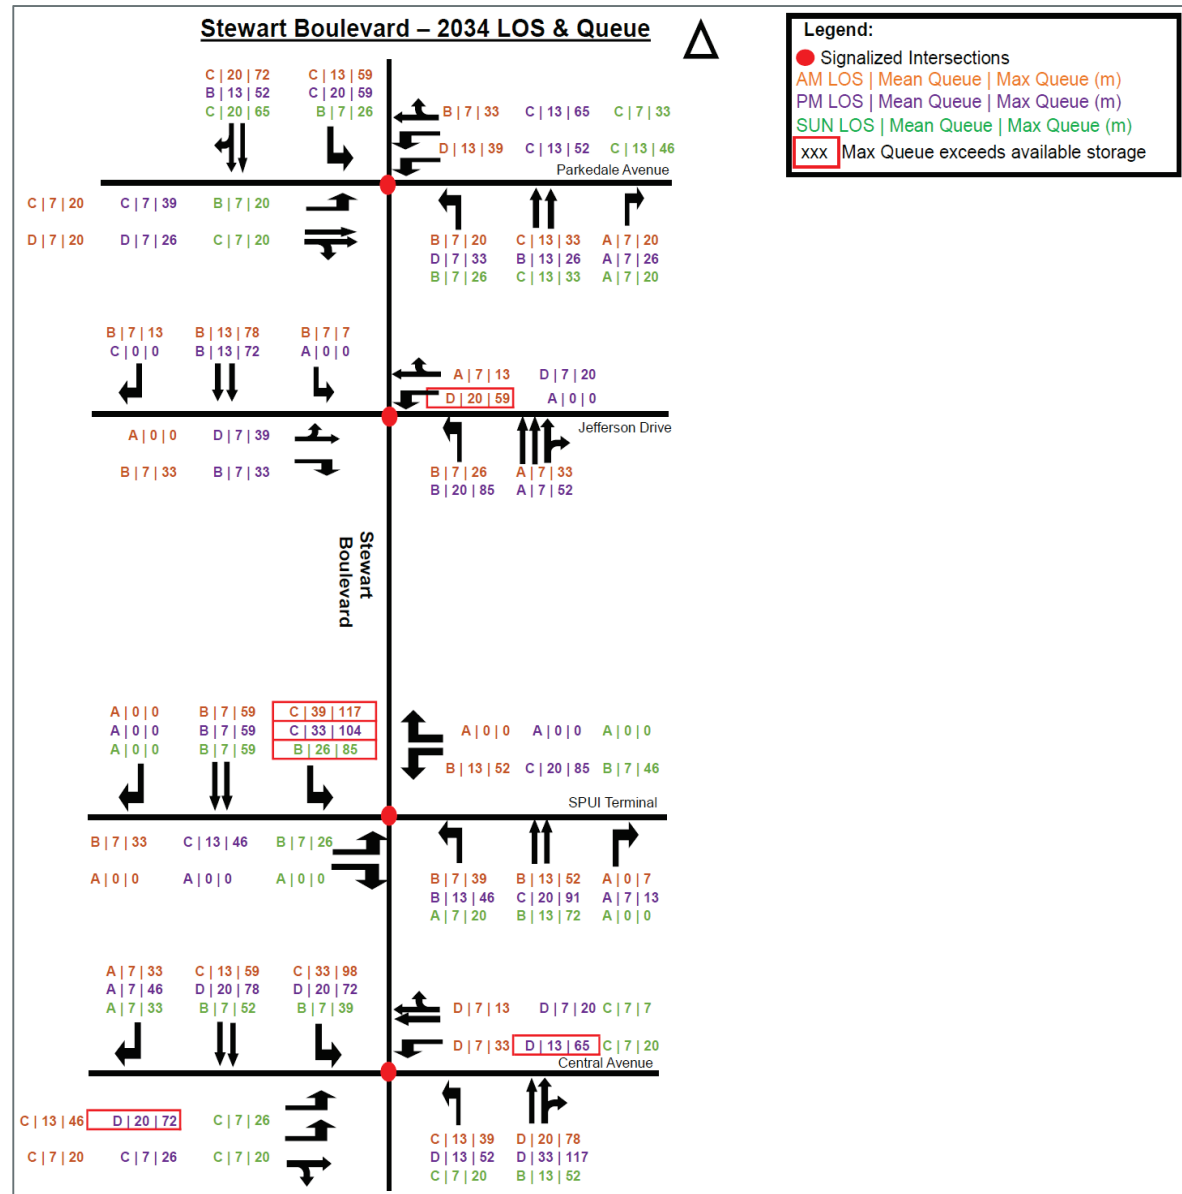 Stewart Boulevard – 2034 LOS & Queue
Legend:
Signalized Intersections
AM LOS | Mean Queue | Max Queue (m)
PM LOS | Mean Queue | Max Queue (m)
SUN LOS | Mean Queue | Max Queue (m)
xxx Max Queue exceeds available storage
C | 20 | 72 C | 13 | 59
B | 13 | 52 C | 20 | 59
C | 20 | 65 B | 7 | 26
B | 7 | 33 C | 13 | 65 C | 7 | 33
D | 13 | 39 C | 13 | 52 C | 13 | 46
Parkedale Avenue
C | 7 | 20 C | 7 | 39 B | 7 | 20
D | 7 | 20 D | 7 | 26 C | 7 | 20
B | 7 | 20 C | 13 | 33 A | 7 | 20
D | 7 | 33 B | 13 | 26 A | 7 | 26
B | 7 | 26 C | 13 | 33 A | 7 | 20
B | 7 | 13 B | 13 | 78 B | 7 | 7
C | 0 | 0 B | 13 | 72 A | 0 | 0
A | 7 | 13 D | 7 | 20
D | 20 | 59 A | 0 | 0
Jefferson Drive
A | 0 | 0 D | 7 | 39
B | 7 | 33 B | 7 | 33
B | 7 | 26 A | 7 | 33
B | 20 | 85 A | 7 | 52
Stewart
Boulevard
A | 0 | 0 B | 7 | 59 C | 39 | 117
A | 0 | 0 B | 7 | 59 C | 33 | 104
A | 0 | 0 B | 7 | 59 B | 26 | 85
A | 0 | 0 A | 0 | 0 A | 0 | 0
B | 13 | 52 C | 20 | 85 B | 7 | 46
SPUI Terminal
B | 7 | 33 C | 13 | 46 B | 7 | 26
A | 0 | 0 A | 0 | 0 A | 0 | 0
B | 7 | 39 B | 13 | 52 A | 0 | 7
B | 13 | 46 C | 20 | 91 A | 7 | 13
A | 7 | 20 B | 13 | 72 A | 0 | 0
A | 7 | 33 C | 13 | 59 C | 33 | 98
A | 7 | 46 D | 20 | 78 D | 20 | 72
A | 7 | 33 B | 7 | 52 B | 7 | 39
D | 7 | 13 D | 7 | 20 C | 7 | 7
D | 7 | 33 D | 13 | 65 C | 7 | 20
Central Avenue
C | 13 | 46 D | 20 | 72 C | 7 | 26
C | 7 | 20 C | 7 | 26 C | 7 | 20
C | 13 | 39 D | 20 | 78
D | 13 | 52 D | 33 | 117
C | 7 | 20 B | 13 | 52